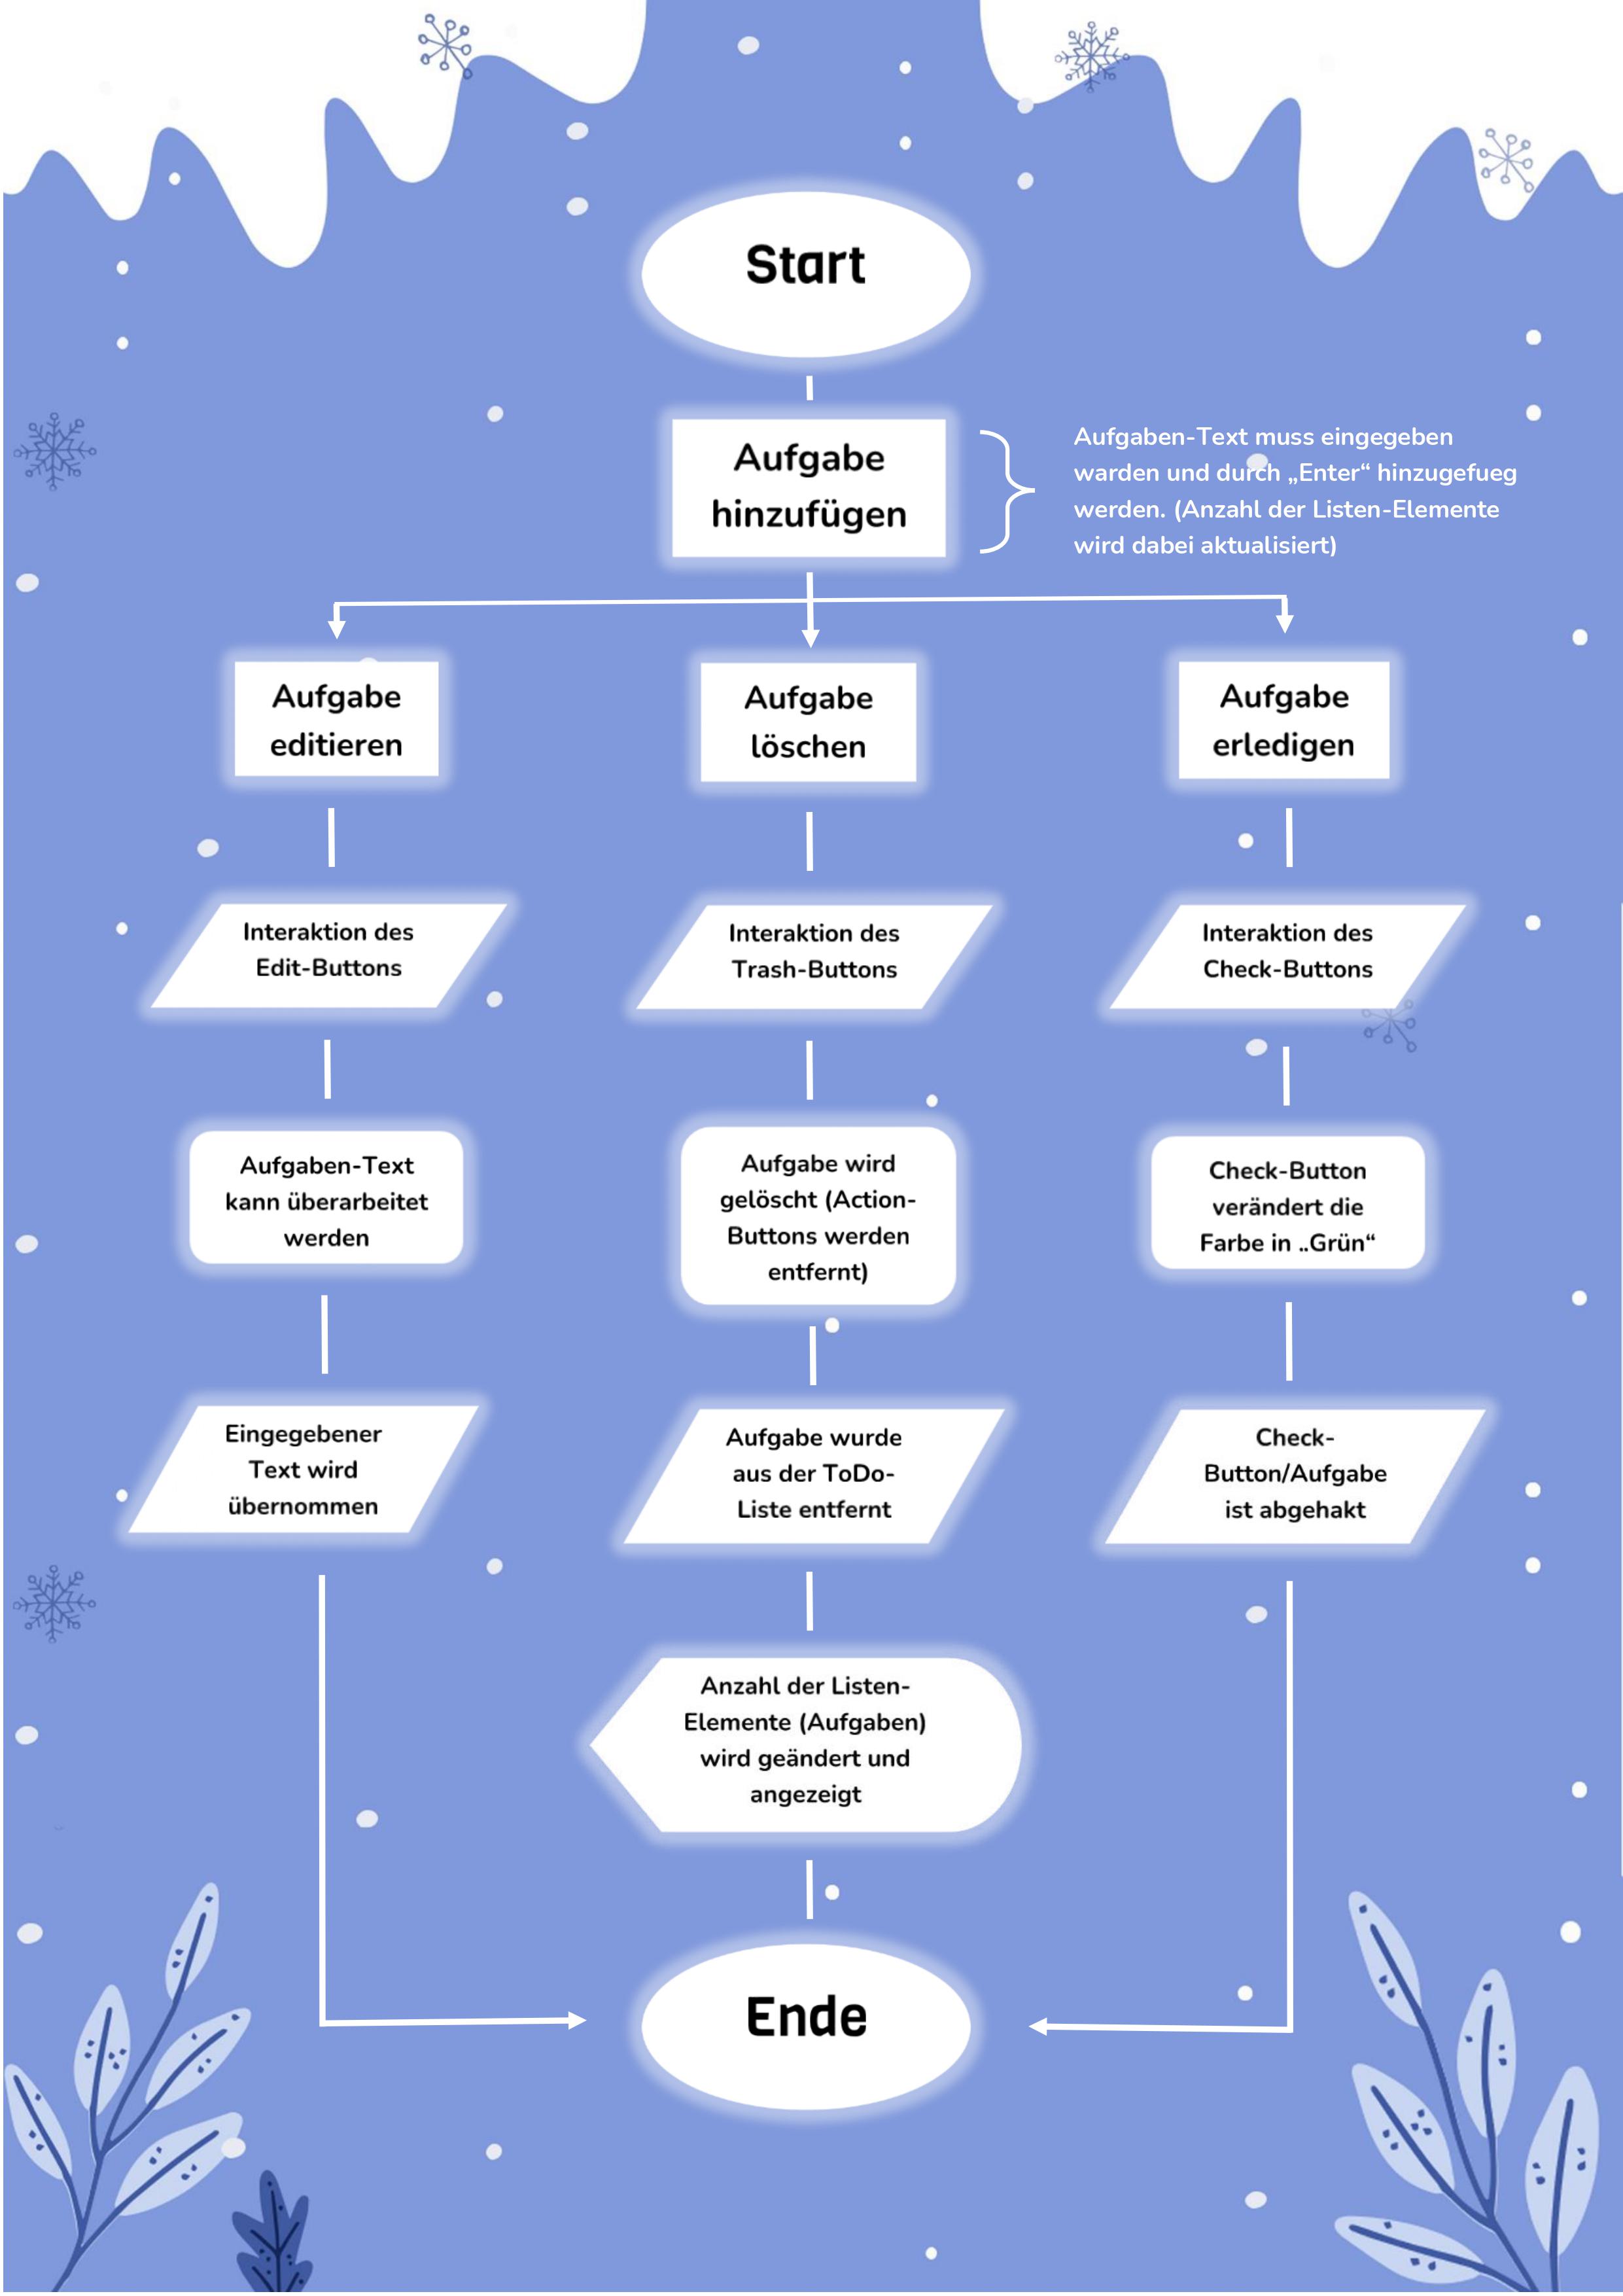 Start
Aufgabe
hinzufügen
Aufgaben-Text muss eingegeben
warden und durch „Enter“ hinzugefueg
werden. (Anzahl der Listen-Elemente
wird dabei aktualisiert)
Aufgabe
editieren
Aufgabe
löschen
Aufgabe
erledigen
Interaktion des
Edit-Buttons
Interaktion des
Trash-Buttons
Interaktion des
Check-Buttons
Aufgaben-Text
kann überarbeitet
werden
Aufgabe wird
gelöscht (Action-
Buttons werden
entfernt)
Check-Button
verändert die
Farbe in „Grün“
Eingegebener
Text wird
übernommen
Aufgabe wurde
aus der ToDo-
Liste entfernt
Check-
Button/Aufgabe
ist abgehakt
Anzahl der Listen-
Elemente (Aufgaben)
wird geändert und
angezeigt
Ende